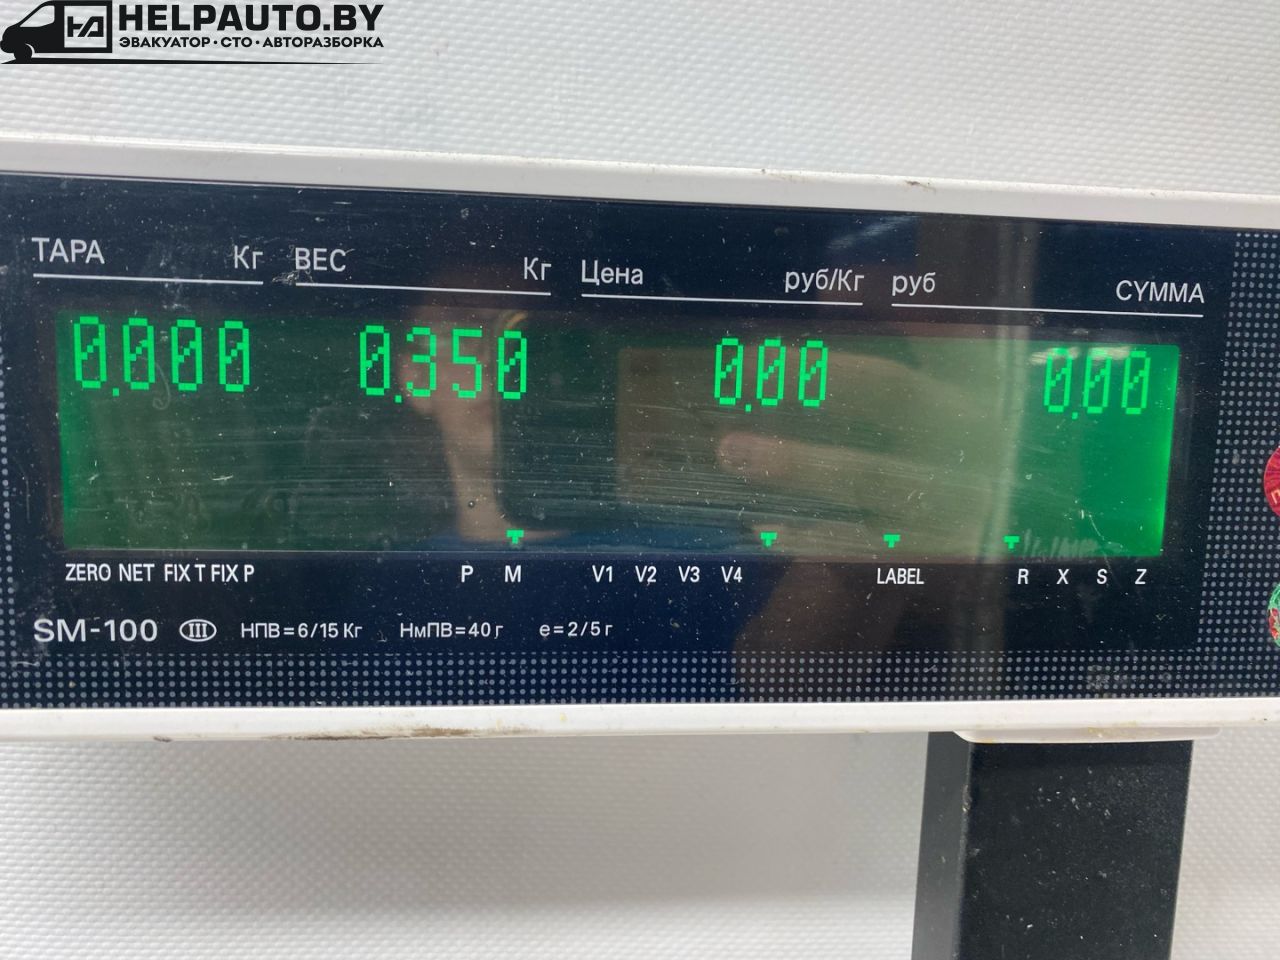 HELPAUTO.BY
ЭВАКУАТОР · СТО · АВТОРАЗБОРКА
ТАРА Кг ВЕС Кг Цена руб/Кг руб СУММА
0.000 0.350 0.00 0.00
ZERO NET FIX T FIX P P M V1 V2 V3 V4 LABEL R X S Z
SM-100 III НПВ=6/15 Кг НмПВ=40 г е=2/5 г